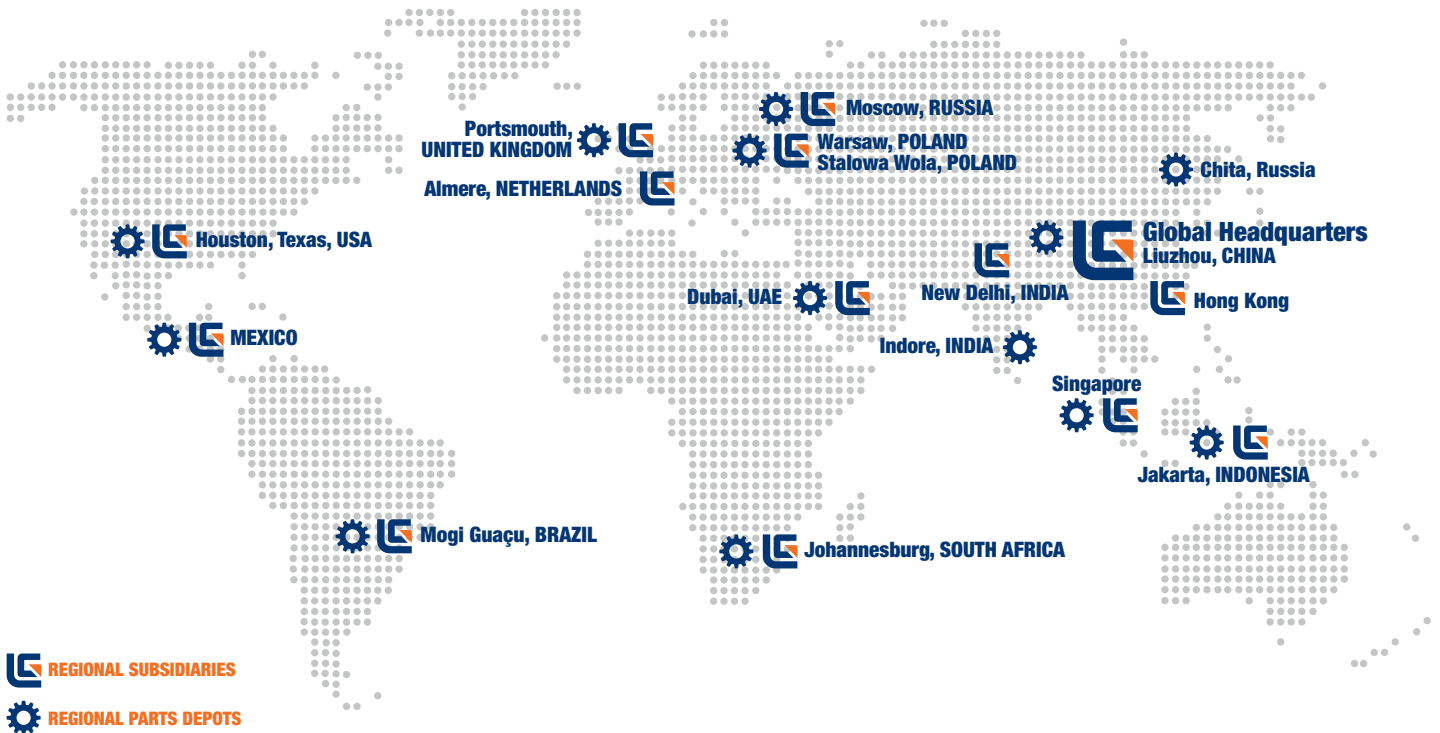 Moscow, RUSSIA
Portsmouth,
UNITED KINGDOM
Warsaw, POLAND
Stalowa Wola, POLAND
Chita, Russia
Almere, NETHERLANDS
Houston, Texas, USA
Global Headquarters
Liuzhou, CHINA
New Delhi, INDIA
Dubai, UAE
Hong Kong
MEXICO
Indore, INDIA
Singapore
Jakarta, INDONESIA
Mogi Guaçu, BRAZIL
Johannesburg, SOUTH AFRICA
REGIONAL SUBSIDIARIES
REGIONAL PARTS DEPOTS